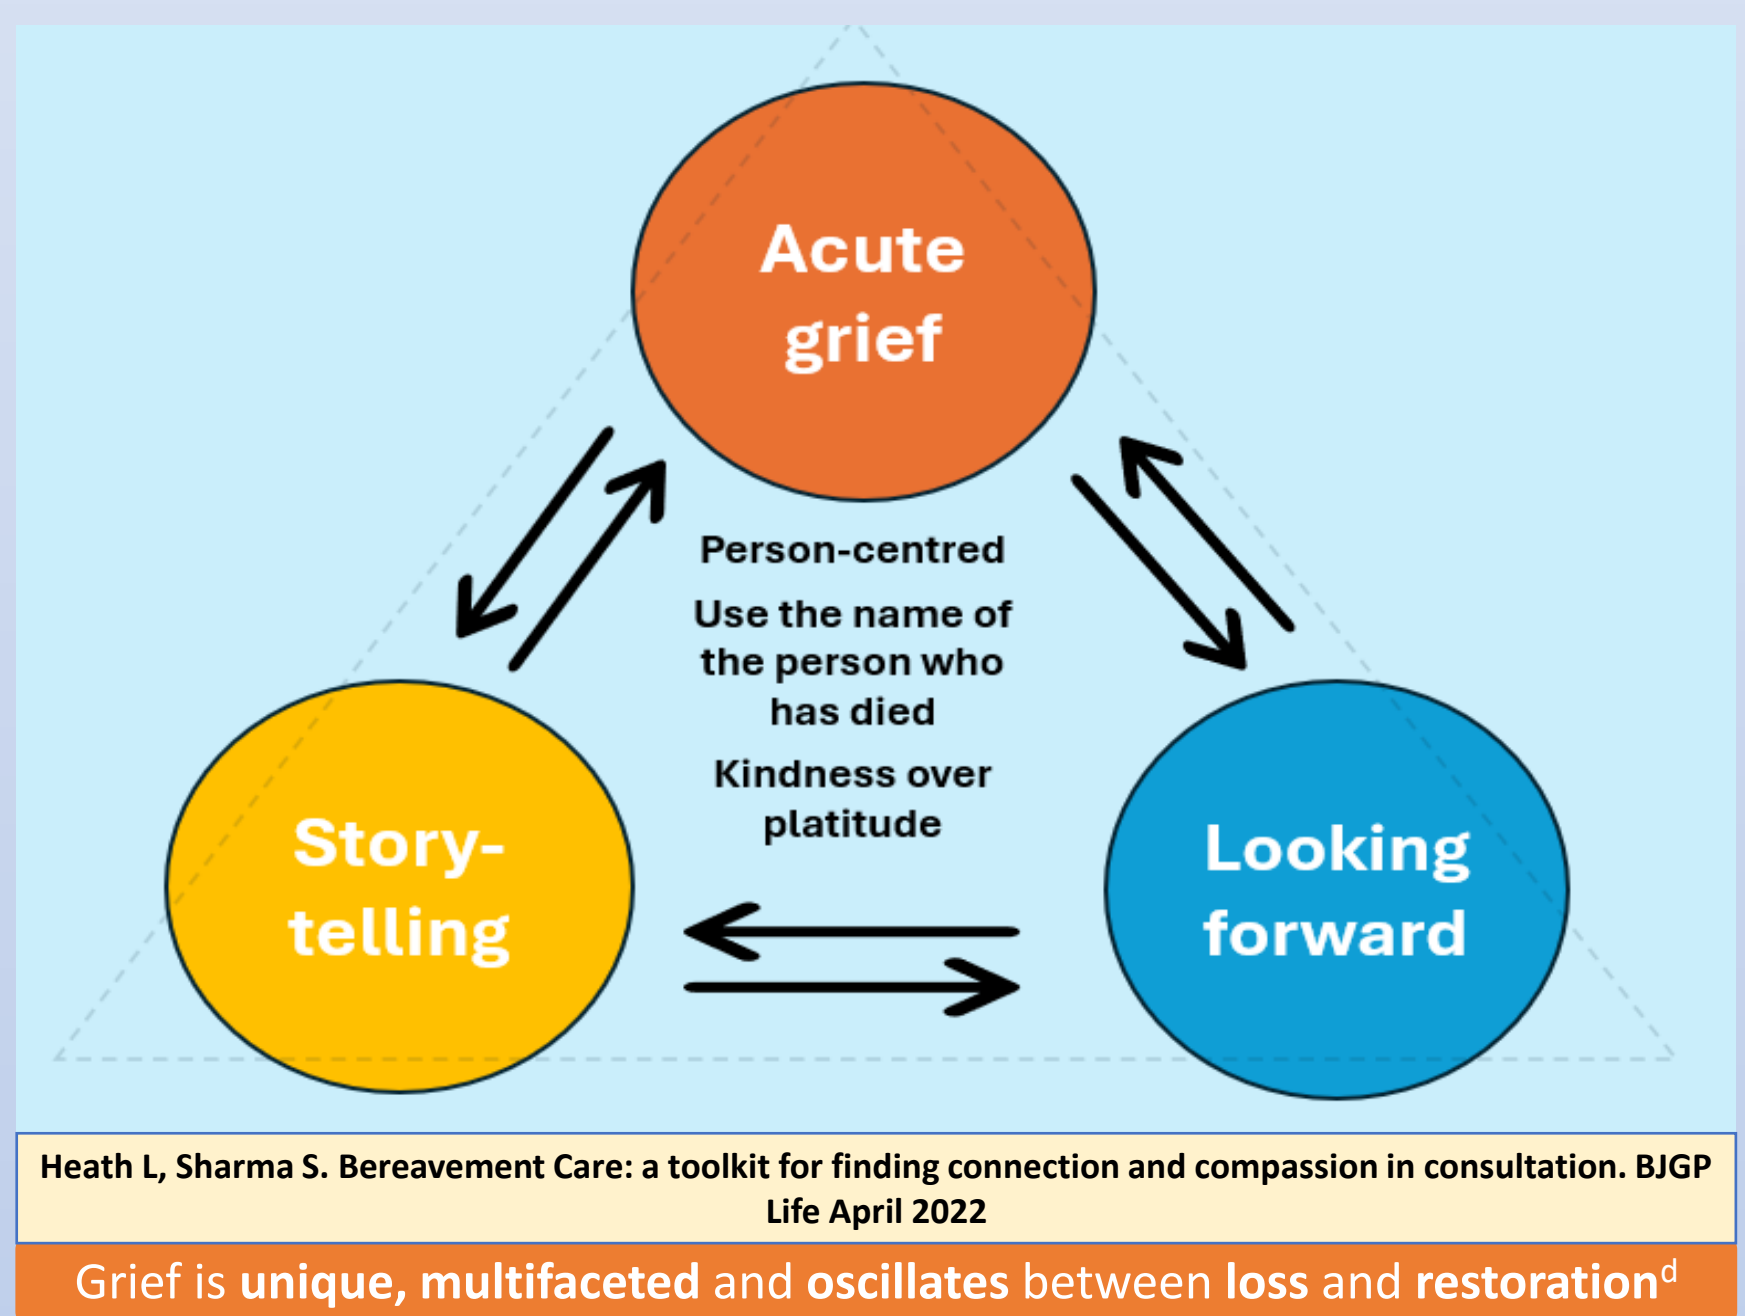 Acute
grief
Person-centred
Use the name of
the person who
has died
Kindness over
platitude
Story-
telling
Looking
forward
Heath L, Sharma S. Bereavement Care: a toolkit for finding connection and compassion in consultation. BJGP
Life April 2022
Grief is unique, multifaceted and oscillates between loss and restorationᵈ